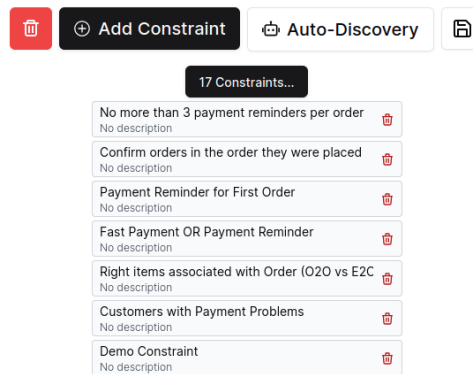 Add Constraint
Auto-Discovery
17 Constraints...
No more than 3 payment reminders per order
No description
Confirm orders in the order they were placed
No description
Payment Reminder for First Order
No description
Fast Payment OR Payment Reminder
No description
Right items associated with Order (O2O vs E2O
No description
Customers with Payment Problems
No description
Demo Constraint
No description